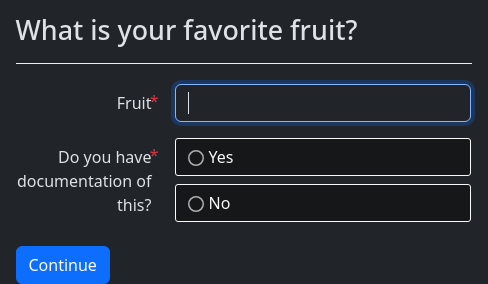 What is your favorite fruit?
Fruit*
Do you have*
documentation of
this?
Yes
No
Continue